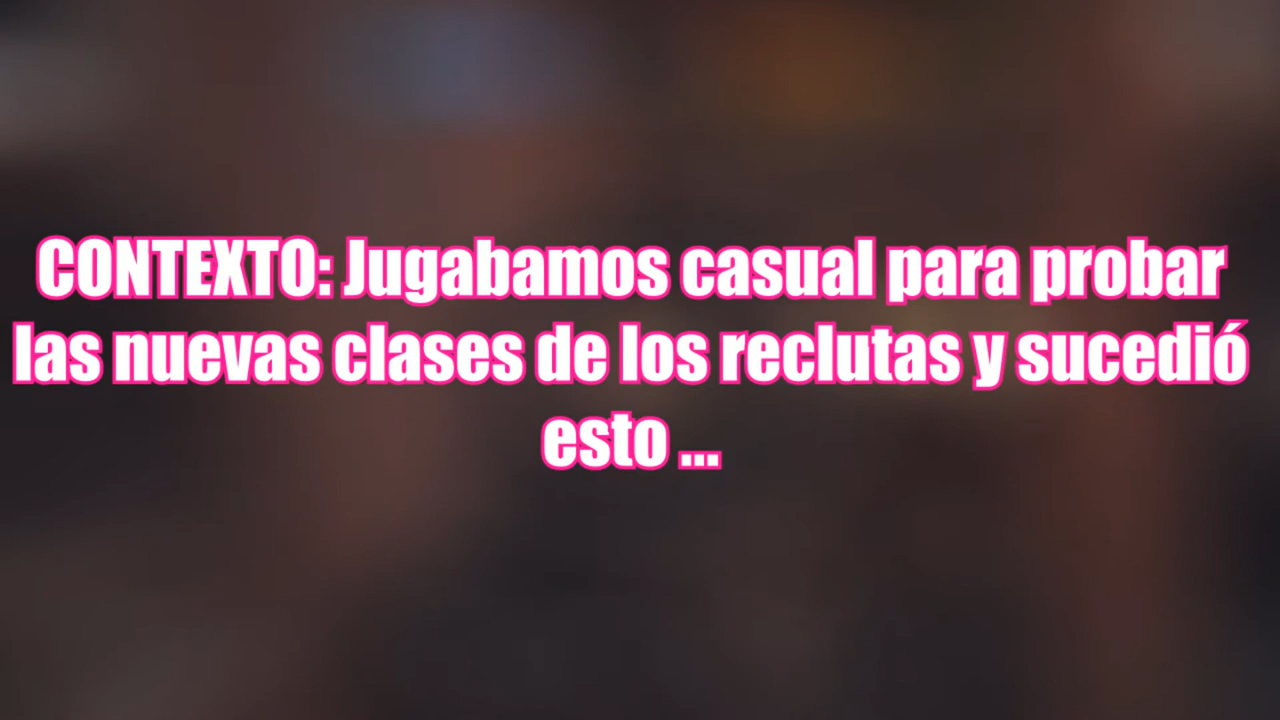 CONTEXTO: Jugabamos casual para probar
las nuevas clases de los reclutas y sucedió
esto ...